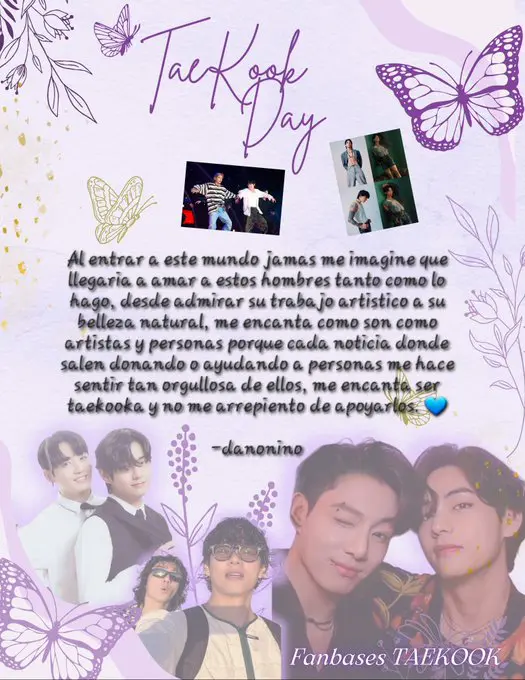 TaeKook
Day
Al entrar a este mundo jamas me imagine que
llegaria a amar a estos hombres tanto como lo
hago, desde admirar su trabajo artistico a su
belleza natural, me encanta como son como
artistas y personas porque cada noticia donde
salen donando o ayudando a personas me hace
sentir tan orgullosa de ellos, me encanta ser
taekooka y no me arrepiento de apoyarlos. 💙
-danonino
Fanbases TAEKOOK